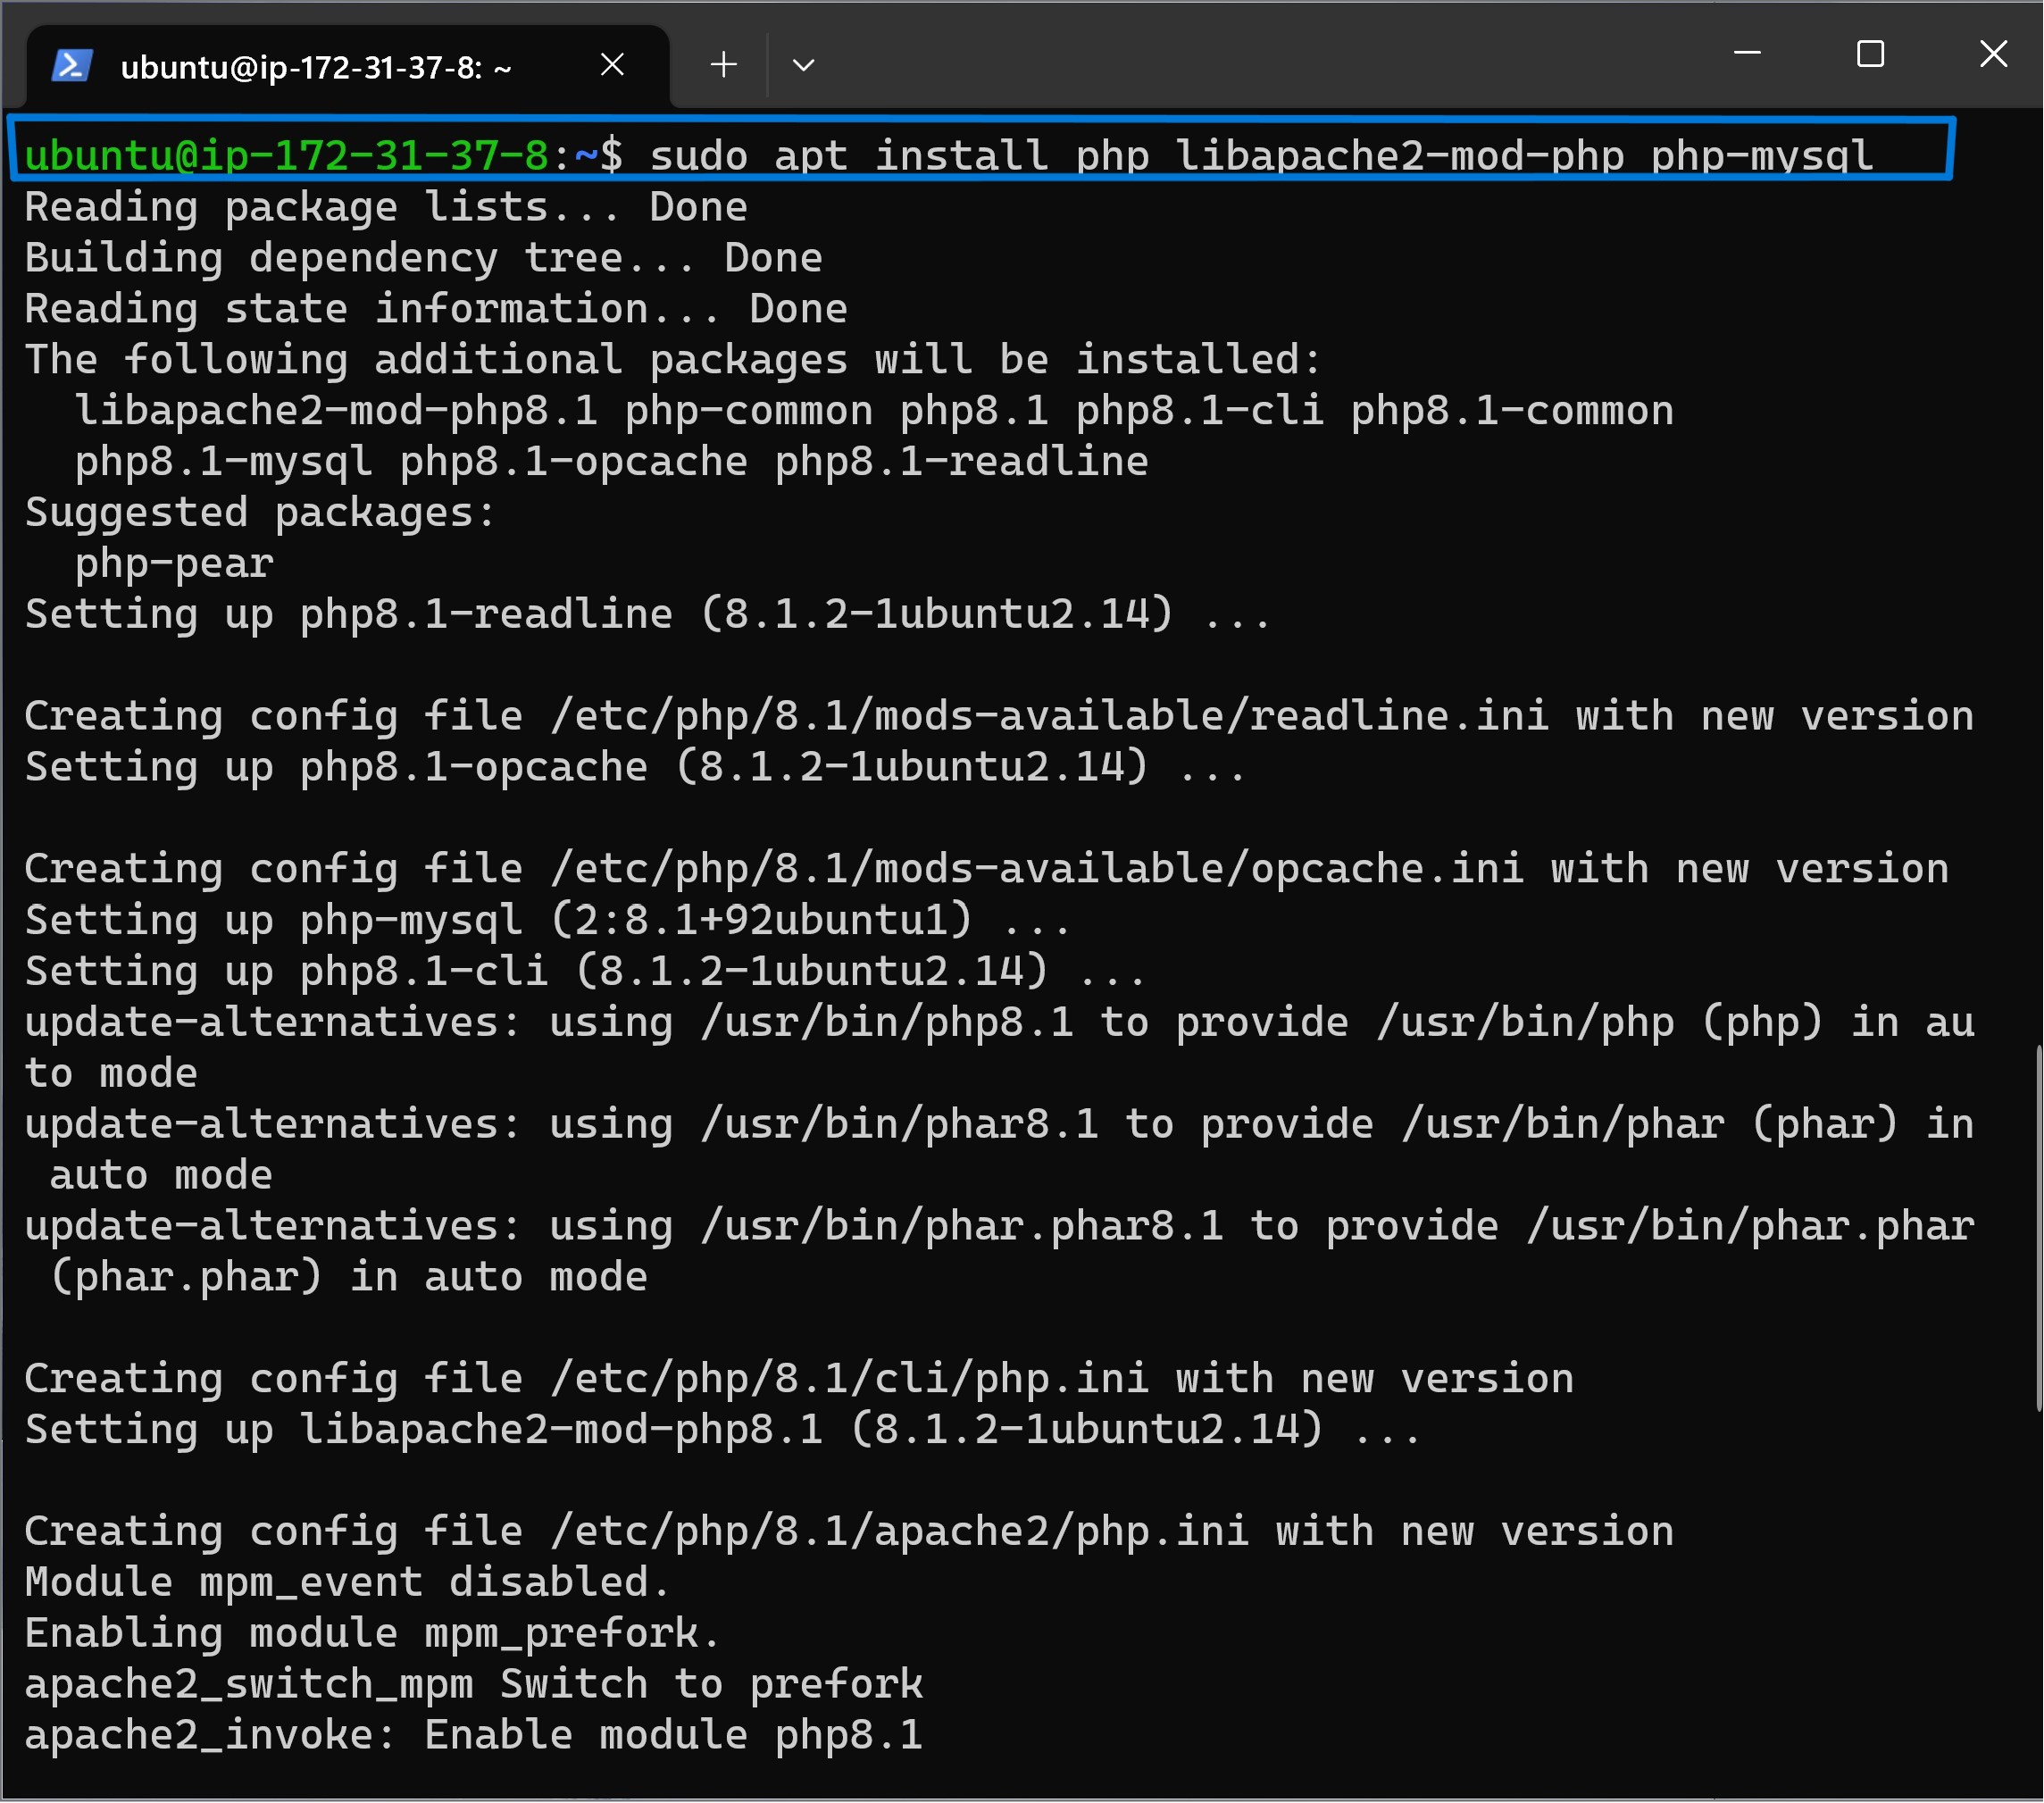 ubuntu@ip-172-31-37-8: ~
ubuntu@ip-172-31-37-8:~$ sudo apt install php libapache2-mod-php php-mysql
Reading package lists... Done
Building dependency tree... Done
Reading state information... Done
The following additional packages will be installed:
  libapache2-mod-php8.1 php-common php8.1 php8.1-cli php8.1-common
  php8.1-mysql php8.1-opcache php8.1-readline
Suggested packages:
  php-pear
Setting up php8.1-readline (8.1.2-1ubuntu2.14) ...

Creating config file /etc/php/8.1/mods-available/readline.ini with new version
Setting up php8.1-opcache (8.1.2-1ubuntu2.14) ...

Creating config file /etc/php/8.1/mods-available/opcache.ini with new version
Setting up php-mysql (2:8.1+92ubuntu1) ...
Setting up php8.1-cli (8.1.2-1ubuntu2.14) ...
update-alternatives: using /usr/bin/php8.1 to provide /usr/bin/php (php) in au
to mode
update-alternatives: using /usr/bin/phar8.1 to provide /usr/bin/phar (phar) in
 auto mode
update-alternatives: using /usr/bin/phar.phar8.1 to provide /usr/bin/phar.phar
 (phar.phar) in auto mode

Creating config file /etc/php/8.1/cli/php.ini with new version
Setting up libapache2-mod-php8.1 (8.1.2-1ubuntu2.14) ...

Creating config file /etc/php/8.1/apache2/php.ini with new version
Module mpm_event disabled.
Enabling module mpm_prefork.
apache2_switch_mpm Switch to prefork
apache2_invoke: Enable module php8.1